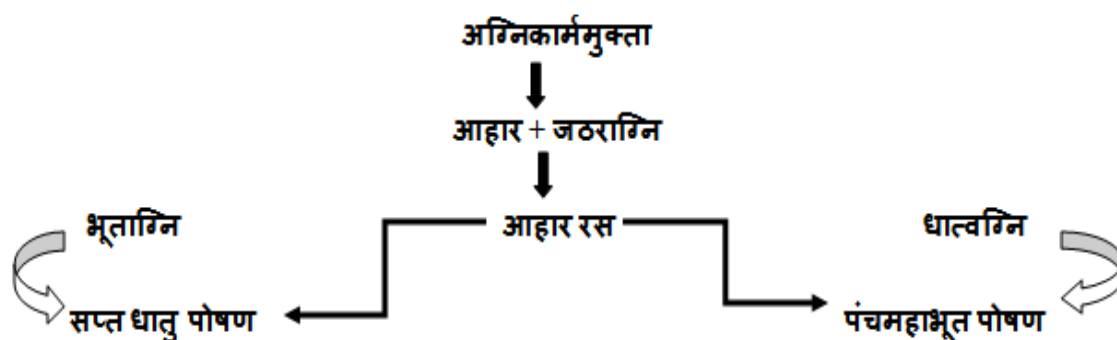 अग्निकार्ममुक्ता
आहार + जठराग्नि
भूताग्नि आहार रस धात्वग्नि
सप्त धातु पोषण पंचमहाभूत पोषण